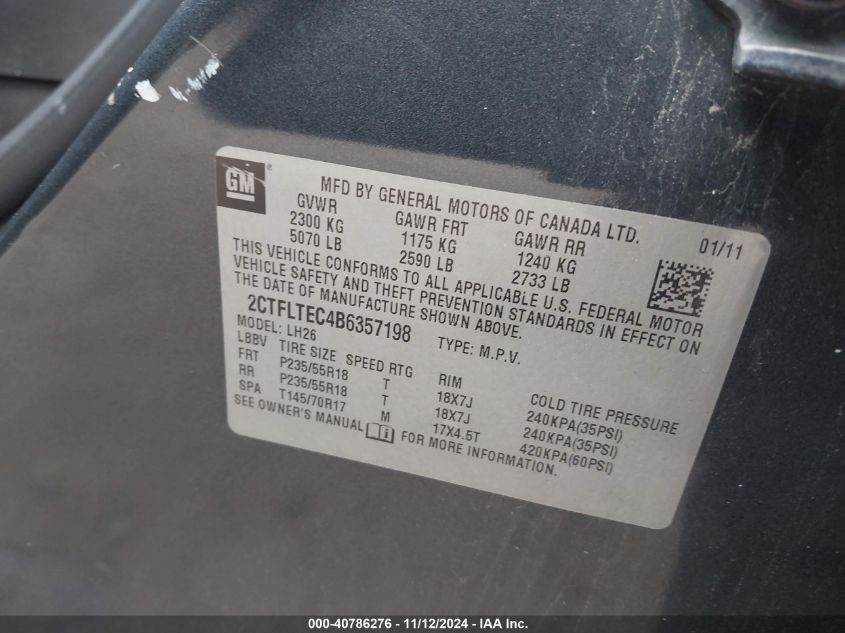 GM
MFD BY GENERAL MOTORS OF CANADA LTD.
01/11
GVWR GAWR FRT GAWR RR
2300 KG 1175 KG 1240 KG
5070 LB 2590 LB 2733 LB
THIS VEHICLE CONFORMS TO ALL APPLICABLE U.S. FEDERAL MOTOR
VEHICLE SAFETY AND THEFT PREVENTION STANDARDS IN EFFECT ON
THE DATE OF MANUFACTURE SHOWN ABOVE.
2CTFLTEC4B6357198 TYPE: M.P.V.
MODEL: LH26
LBBV TIRE SIZE SPEED RTG RIM COLD TIRE PRESSURE
FRT P235/55R18 T 18X7J 240KPA(35PSI)
RR P235/55R18 T 18X7J 240KPA(35PSI)
SPA T145/70R17 M 17X4.5T 420KPA(60PSI)
SEE OWNER'S MANUAL FOR MORE INFORMATION.
000-40786276 - 11/12/2024 - IAA Inc.